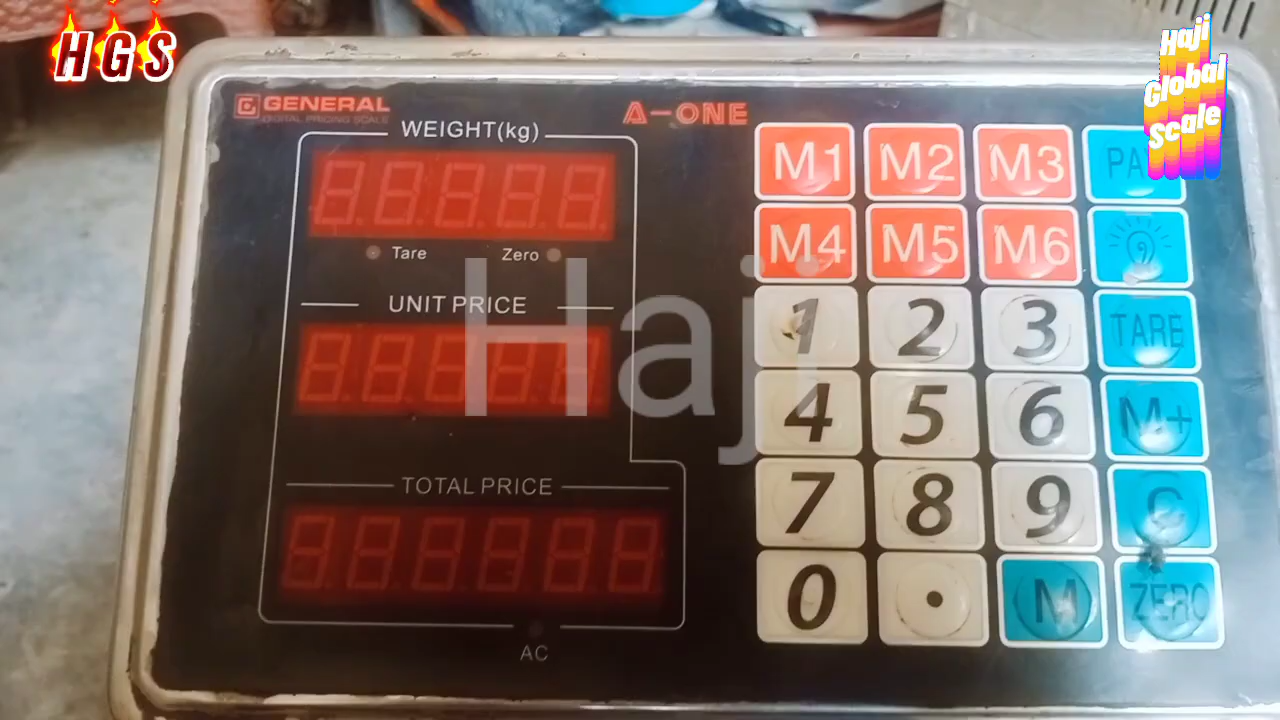 HGS
Haji
Global
Scale
GENERAL
DIGITAL PRICING SCALE
A-ONE
WEIGHT(kg)
Tare
Zero
UNIT PRICE
TOTAL PRICE
AC
M1 M2 M3
M4 M5 M6
1 2 3 TARE
4 5 6 M+
7 8 9 C
0 . M ZERO
Haji